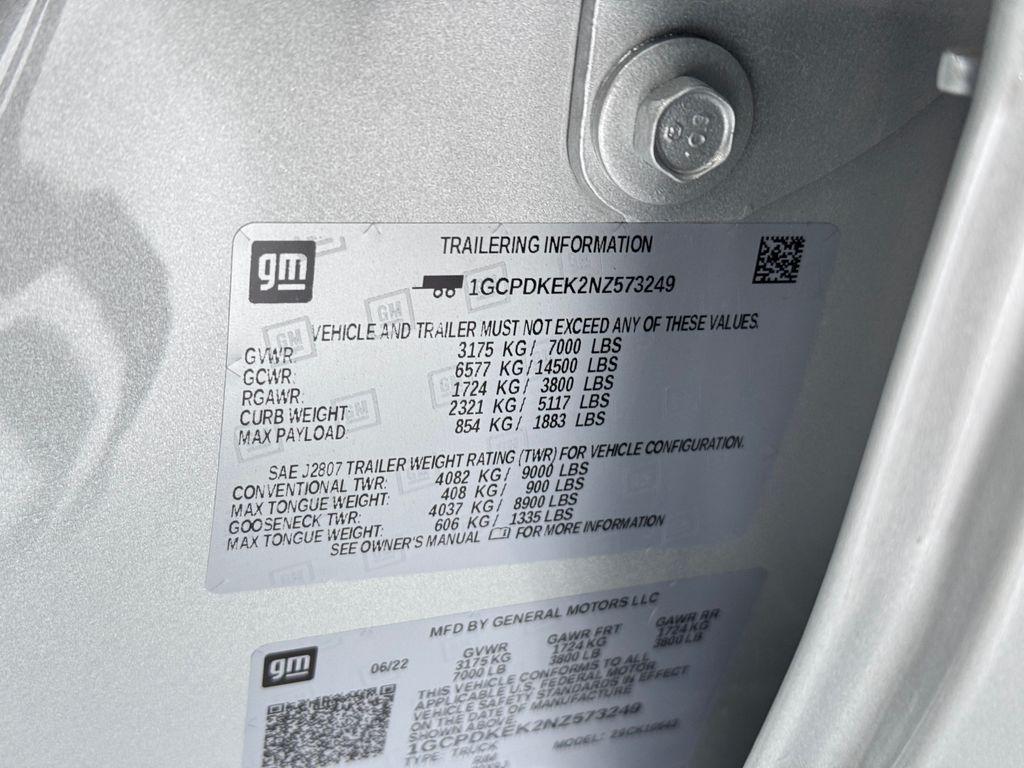 gm
TRAILERING INFORMATION
1GCPDKEK2NZ573249
VEHICLE AND TRAILER MUST NOT EXCEED ANY OF THESE VALUES.
GVWR: 3175 KG/ 7000 LBS
GCWR: 6577 KG/14500 LBS
RGAWR: 1724 KG/ 3800 LBS
CURB WEIGHT: 2321 KG/ 5117 LBS
MAX PAYLOAD: 854 KG/ 1883 LBS
SAE J2807 TRAILER WEIGHT RATING (TWR) FOR VEHICLE CONFIGURATION.
CONVENTIONAL TWR: 4082 KG/ 9000 LBS
MAX TONGUE WEIGHT: 408 KG/ 900 LBS
GOOSENECK TWR: 4037 KG/ 8900 LBS
MAX TONGUE WEIGHT: 606 KG/ 1335 LBS
SEE OWNER'S MANUAL FOR MORE INFORMATION
MFD BY GENERAL MOTORS LLC
gm
06/22
GVWR GAWR FRT GAWR RR
3175 KG 1724 KG 1724 KG
7000 LB 3800 LB 3800 LB
THIS VEHICLE CONFORMS TO ALL
APPLICABLE U.S. FEDERAL MOTOR
VEHICLE SAFETY STANDARDS IN EFFECT
ON THE DATE OF MANUFACTURE
SHOWN ABOVE.
1GCPDKEK2NZ573249
TYPE: TRUCK MODEL: